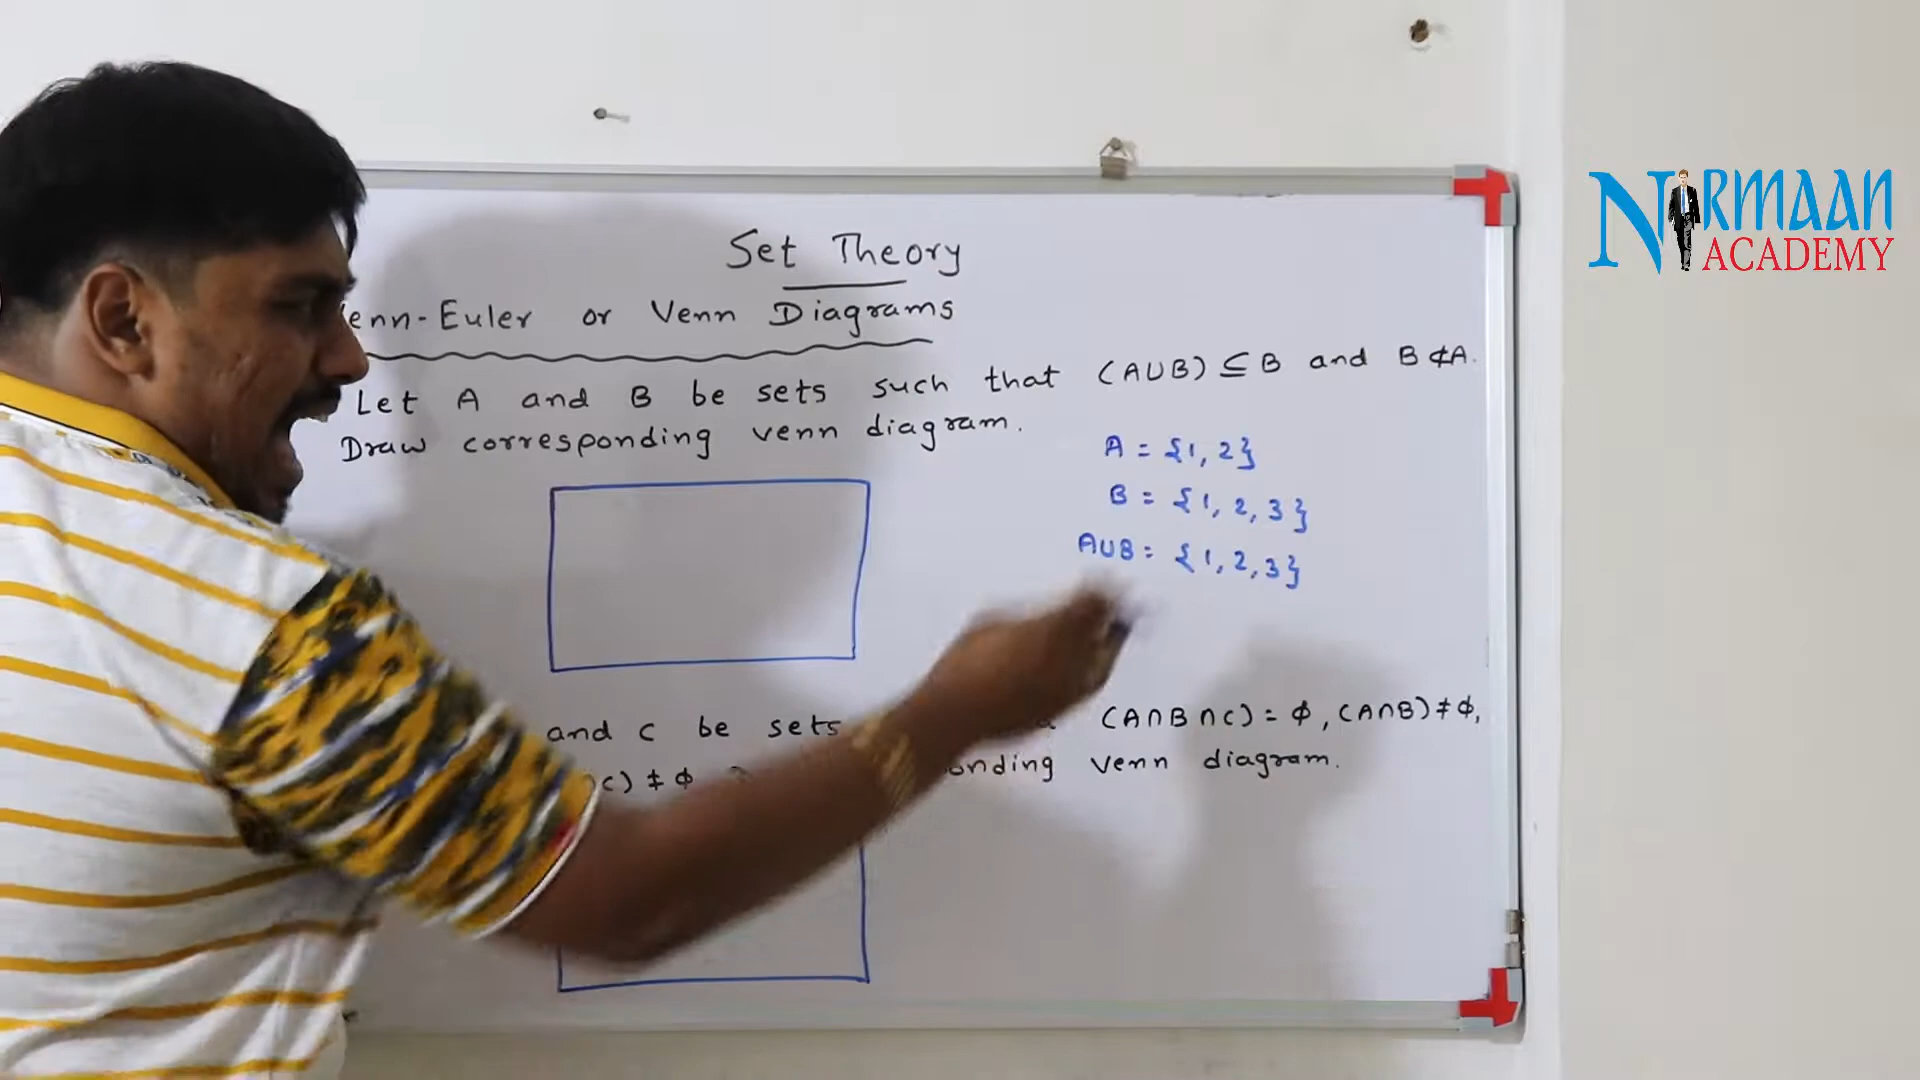 Set Theory
enn-Euler or Venn Diagrams
Let A and B be sets such that (A∪B) ⊆ B and B ⊄ A.
Draw corresponding venn diagram.
A = {1, 2}
B = {1, 2, 3}
A∪B = {1, 2, 3}
and C be sets (A∩B∩C) = ϕ, (A∩B) ≠ ϕ,
C) ≠ ϕ onding venn diagram.
NIRMAAN
ACADEMY